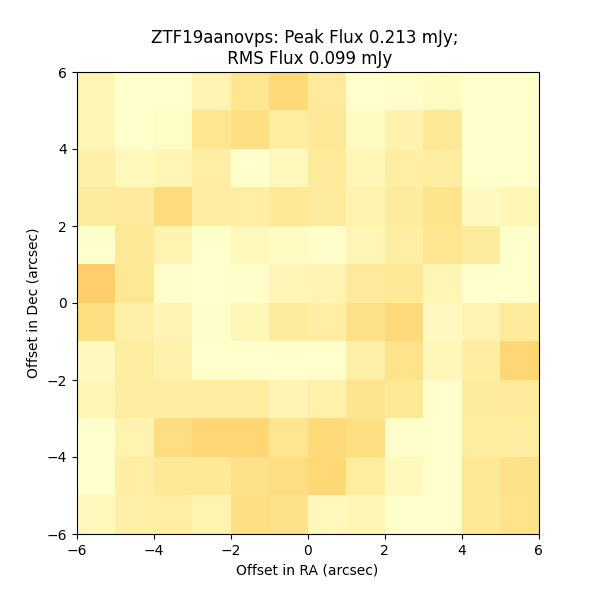 ZTF19aanovps: Peak Flux 0.213 mJy;
RMS Flux 0.099 mJy
6
4
2
0
−2
−4
−6
Offset in Dec (arcsec)
−6 −4 −2 0 2 4 6
Offset in RA (arcsec)